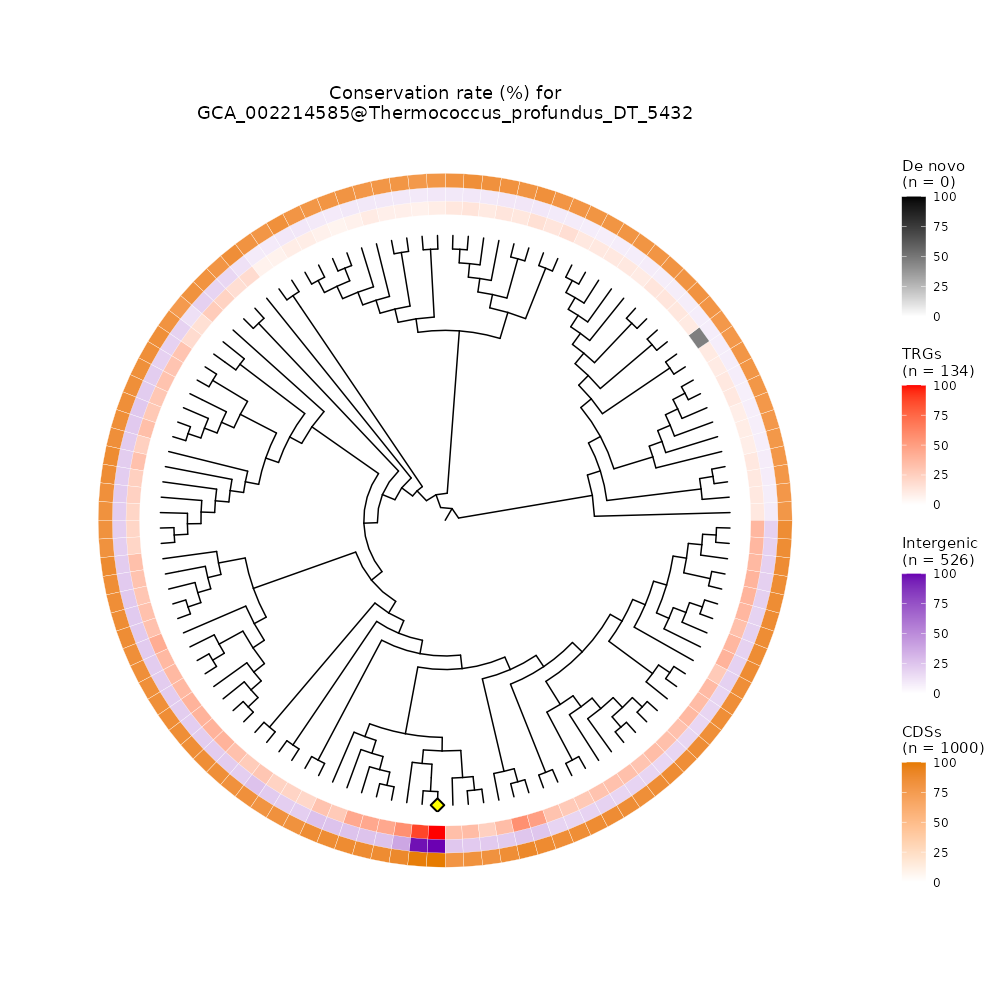 Conservation rate (%) for
GCA_002214585@Thermococcus_profundus_DT_5432
De novo
(n = 0)
100
75
50
25
0
TRGs
(n = 134)
100
75
50
25
0
Intergenic
(n = 526)
100
75
50
25
0
CDSs
(n = 1000)
100
75
50
25
0